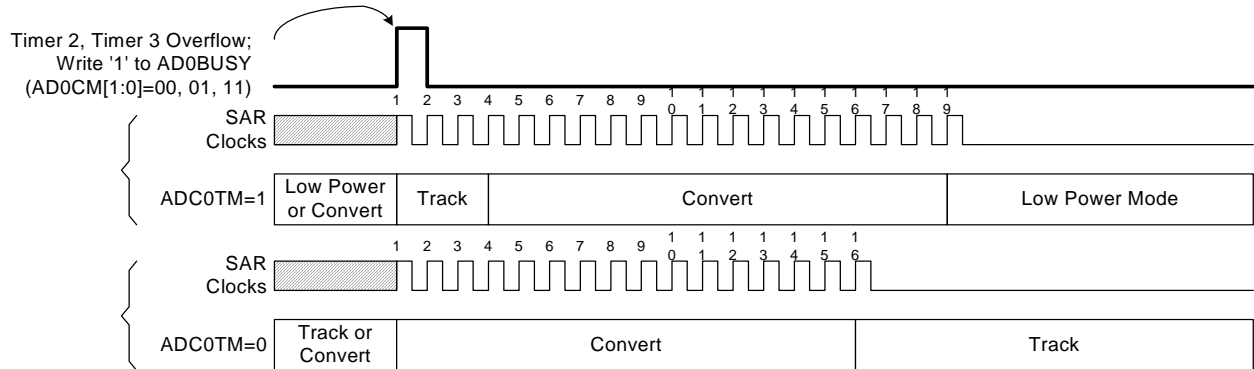 Timer 2, Timer 3 Overflow;
Write '1' to AD0BUSY
(AD0CM[1:0]=00, 01, 11)
1 2 3 4 5 6 7 8 9 10 11 12 13 14 15 16 17 18 19
SAR
Clocks
ADC0TM=1
Low Power
or Convert
Track
Convert
Low Power Mode
1 2 3 4 5 6 7 8 9 10 11 12 13 14 15 16
SAR
Clocks
ADC0TM=0
Track or
Convert
Convert
Track